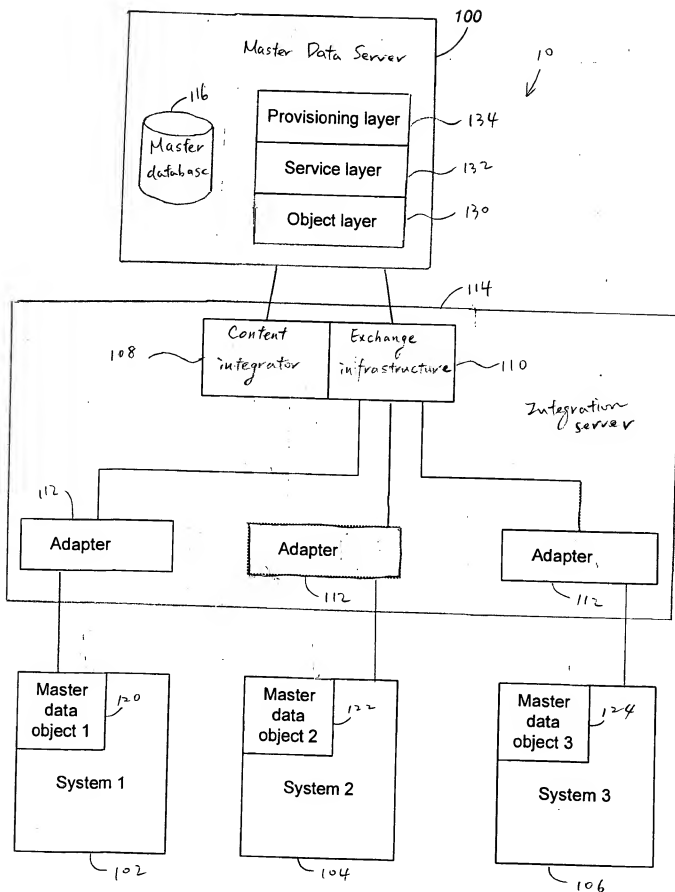 100
Master Data Server
10
116
Master
database
Provisioning layer
134
Service layer
132
Object layer
130
114
108
Content
integrator
Exchange
infrastructure
110
Integration
server
112
Adapter
Adapter
112
Adapter
112
Master
data
object 1
120
System 1
102
Master
data
object 2
122
System 2
104
Master
data
object 3
124
System 3
106